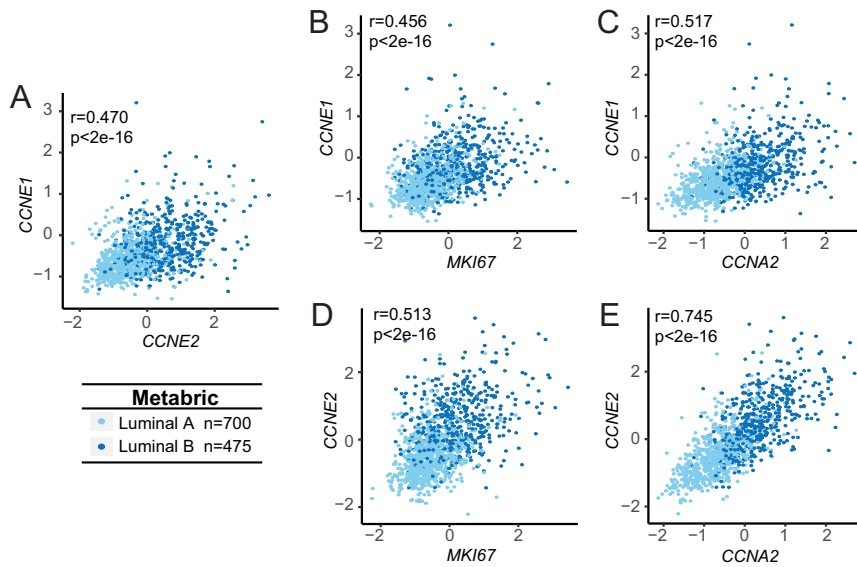 A
r=0.470
p<2e-16
3
2
1
0
−1
CCNE1
−2
0
2
CCNE2
Metabric
Luminal A n=700
Luminal B n=475
B
r=0.456
p<2e-16
3
2
1
0
−1
CCNE1
−2
0
2
MKI67
C
r=0.517
p<2e-16
3
2
1
0
−1
CCNE1
−2
−1
0
1
2
CCNA2
D
r=0.513
p<2e-16
2
0
−2
CCNE2
−2
0
2
MKI67
E
r=0.745
p<2e-16
2
0
−2
CCNE2
−2
−1
0
1
2
CCNA2